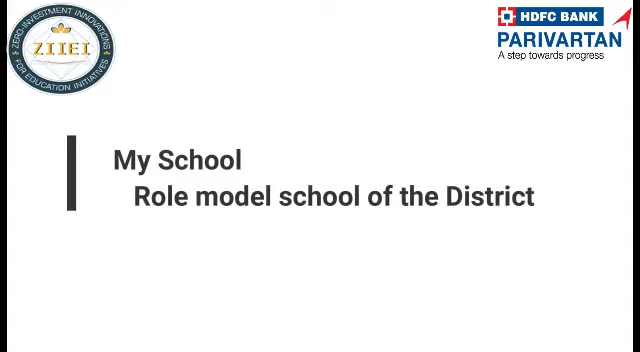 ZERO-INVESTMENT INNOVATIONS
ZIIEI
FOR EDUCATION INITIATIVES
HDFC BANK
PARIVARTAN
A step towards progress
My School
Role model school of the District